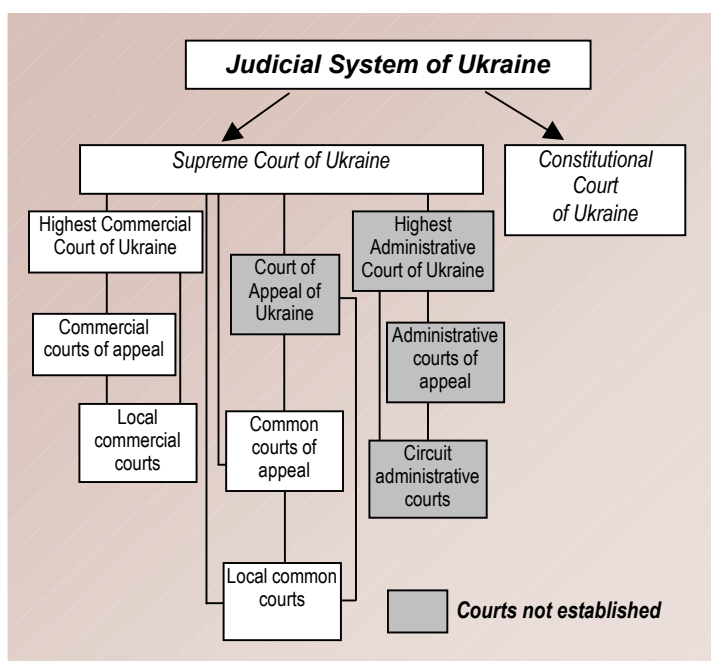 Judicial System of Ukraine
Supreme Court of Ukraine
Constitutional
Court
of Ukraine
Highest Commercial
Court of Ukraine
Commercial
courts of appeal
Local
commercial
courts
Court of
Appeal of
Ukraine
Common
courts of
appeal
Local common
courts
Highest
Administrative
Court of Ukraine
Administrative
courts of
appeal
Circuit
administrative
courts
Courts not established